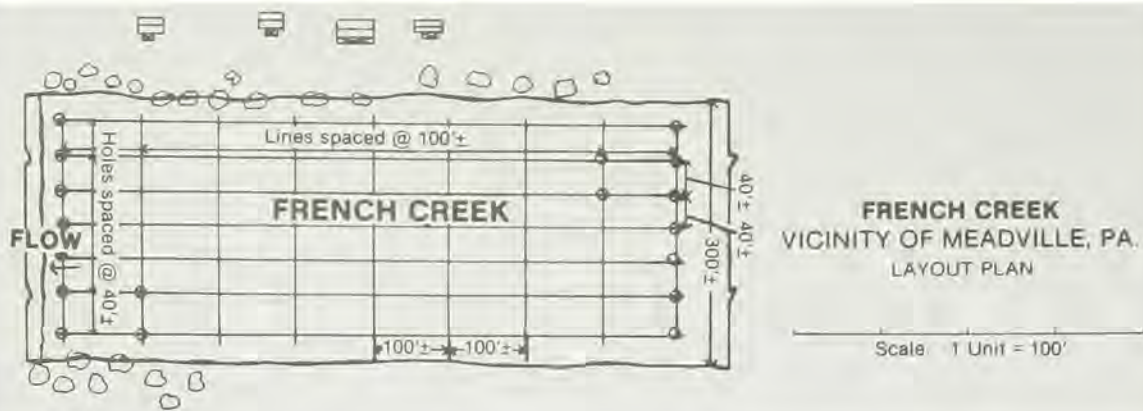 Lines spaced @ 100'±
Holes spaced @ 40'±
FRENCH CREEK
FLOW
40'± 40'±
300'±
100'± 100'±
FRENCH CREEK
VICINITY OF MEADVILLE, PA.
LAYOUT PLAN
Scale 1 Unit = 100'